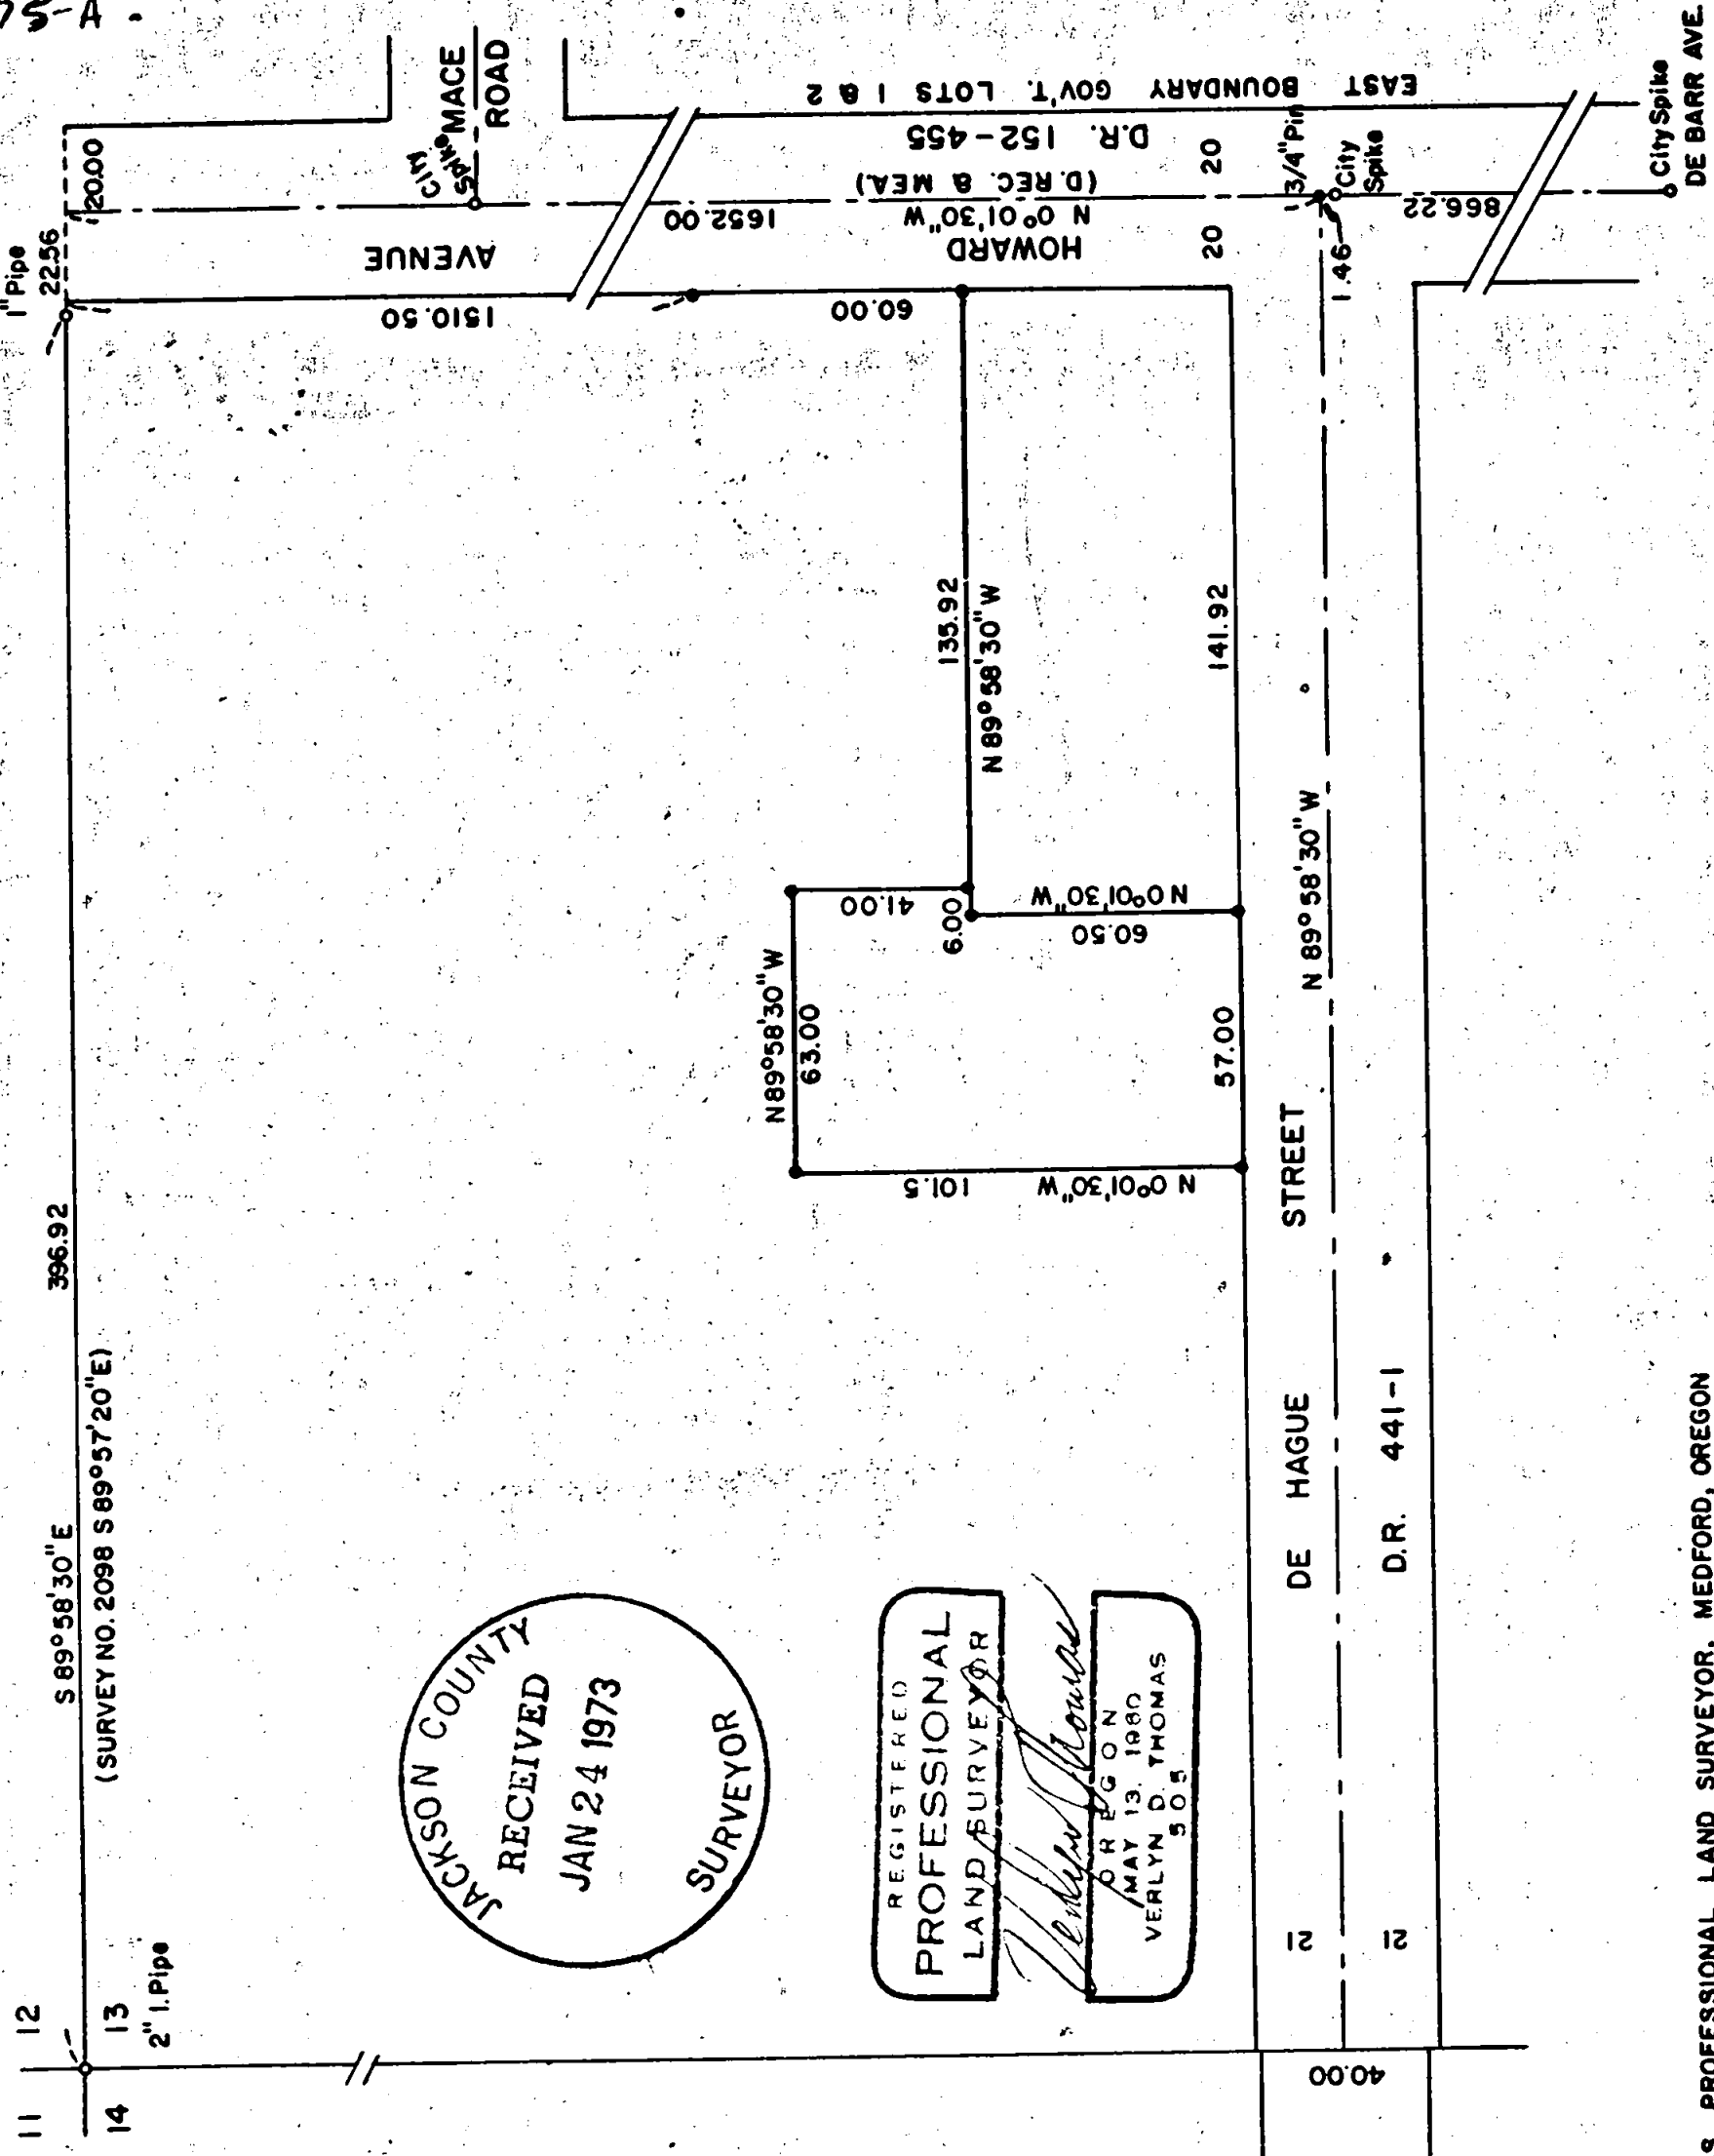 75-A
11
12
14
13
2" I. Pipe
S 89°58'30" E
396.92
(SURVEY NO. 2098 S 89°57'20" E)
1" Pipe
22.56
20.00
City
Spike
MACE
ROAD
AVENUE
1510.50
1652.00
N 0°01'30" W
(D. REC. & MEA.)
D.R. 152-455
EAST BOUNDARY GOV'T. LOTS 1 & 2
HOWARD
20
20
60.00
3/4" Pin
City
Spike
1.46
866.22
City Spike
DE BARR AVE.
135.92
N 89°58'30" W
141.92
N 89°58'30" W
63.00
41.00
6.00
N 0°01'30" W
60.50
57.00
101.5
N 0°01'30" W
DE HAGUE STREET
N 89°58'30" W
D.R. 441-1
21
21
40.00
JACKSON COUNTY
RECEIVED
JAN 24 1973
SURVEYOR
REGISTERED
PROFESSIONAL
LAND SURVEYOR
Verlyn D Thomas
OREGON
MAY 13, 1960
VERLYN D. THOMAS
505
PROFESSIONAL LAND SURVEYOR, MEDFORD, OREGON